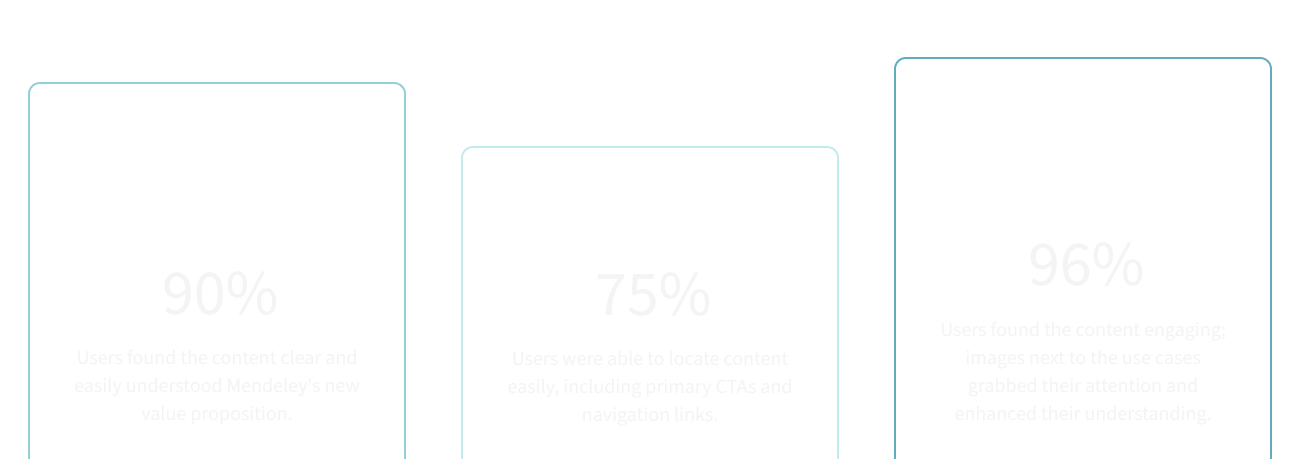 90%
Users found the content clear and
easily understood Mendeley's new
value proposition.
75%
Users were able to locate content
easily, including primary CTAs and
navigation links.
96%
Users found the content engaging;
images next to the use cases
grabbed their attention and
enhanced their understanding.